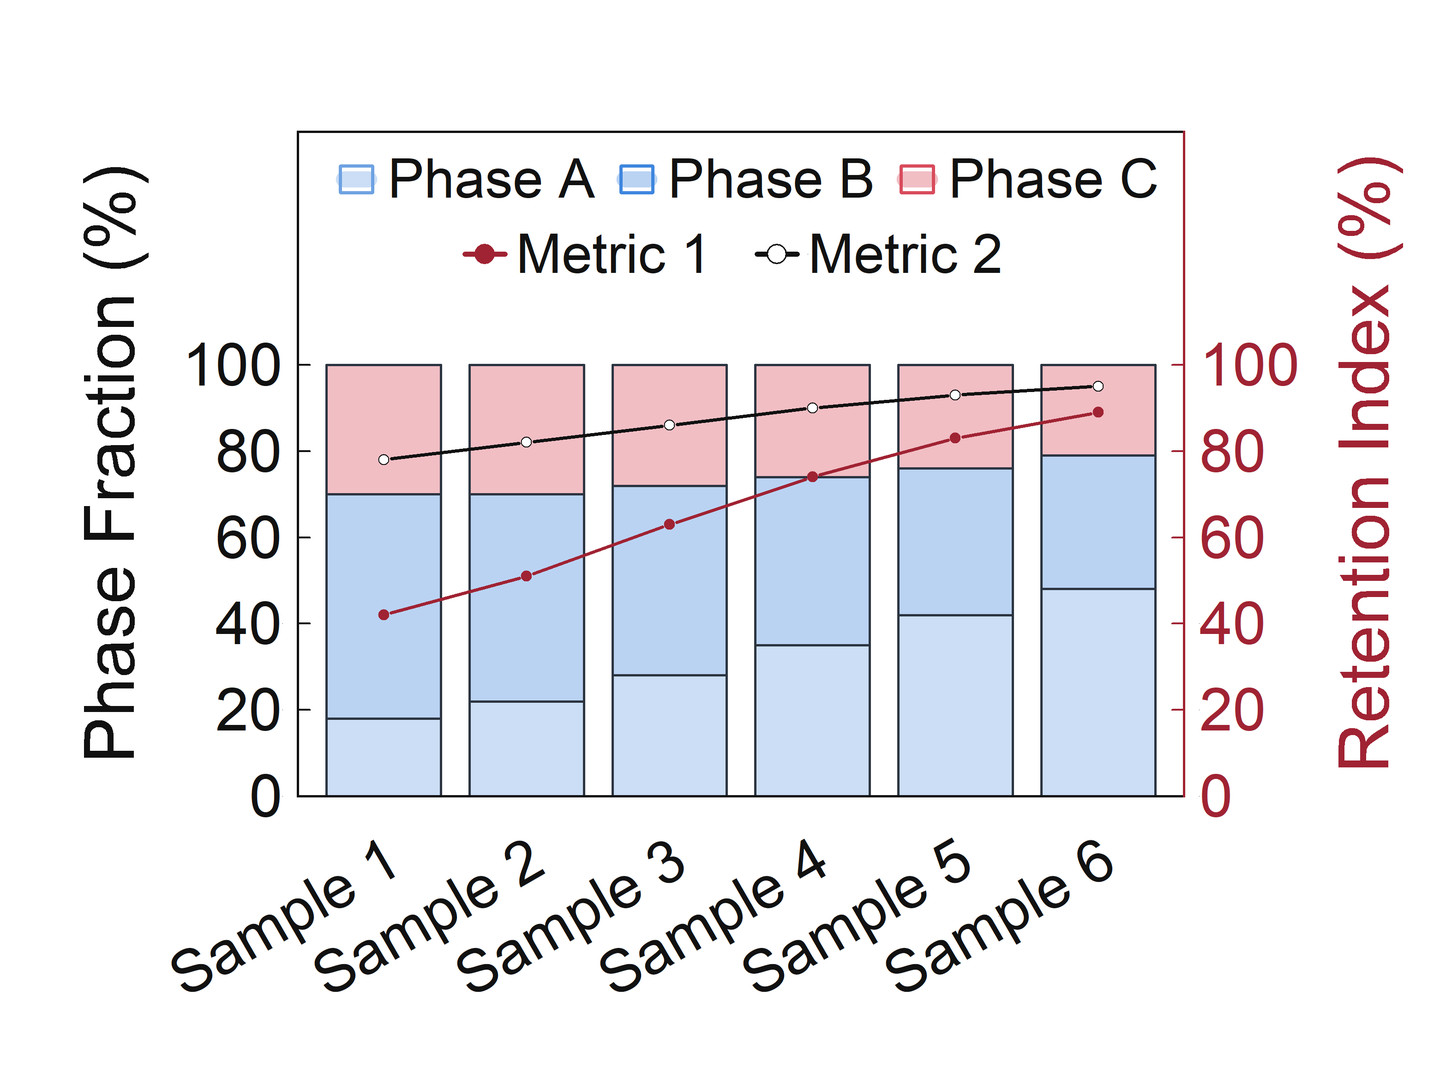 Phase A Phase B Phase C
Metric 1 Metric 2
Phase Fraction (%)
100
80
60
40
20
0
100
80
60
40
20
0
Retention Index (%)
Sample 1
Sample 2
Sample 3
Sample 4
Sample 5
Sample 6